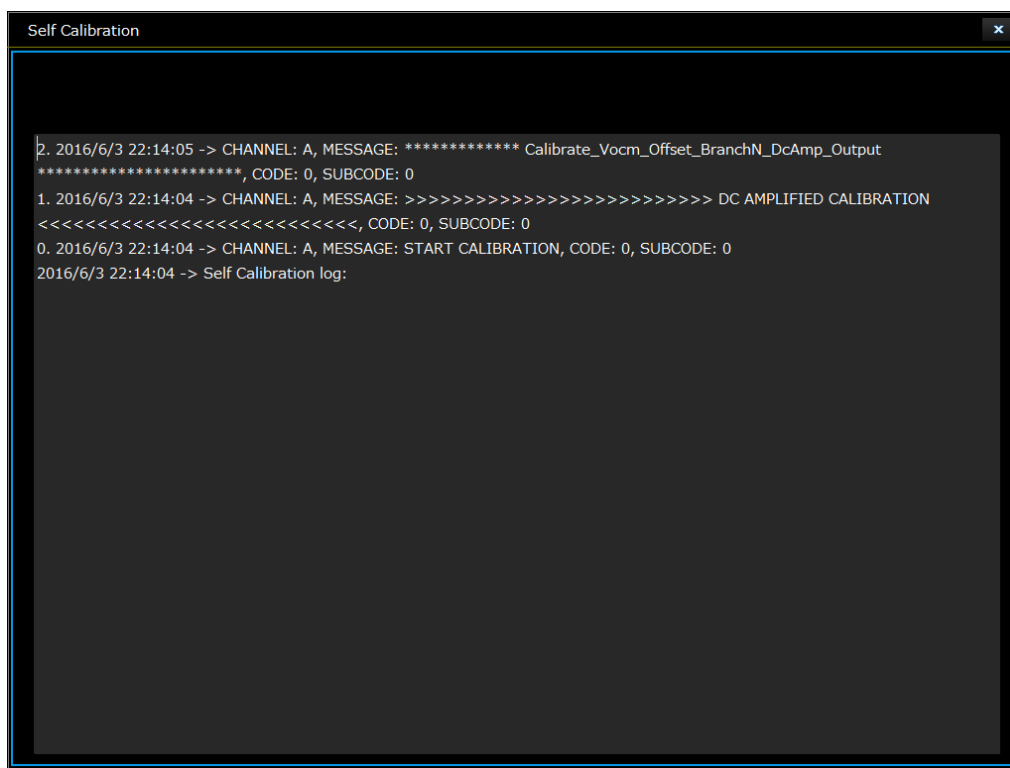 Self Calibration
2. 2016/6/3 22:14:05 -> CHANNEL: A, MESSAGE: ************* Calibrate_Vocm_Offset_BranchN_DcAmp_Output
***********************, CODE: 0, SUBCODE: 0
1. 2016/6/3 22:14:04 -> CHANNEL: A, MESSAGE: >>>>>>>>>>>>>>>>>>>>>>>>>> DC AMPLIFIED CALIBRATION
<<<<<<<<<<<<<<<<<<<<<<<<<<<, CODE: 0, SUBCODE: 0
0. 2016/6/3 22:14:04 -> CHANNEL: A, MESSAGE: START CALIBRATION, CODE: 0, SUBCODE: 0
2016/6/3 22:14:04 -> Self Calibration log: